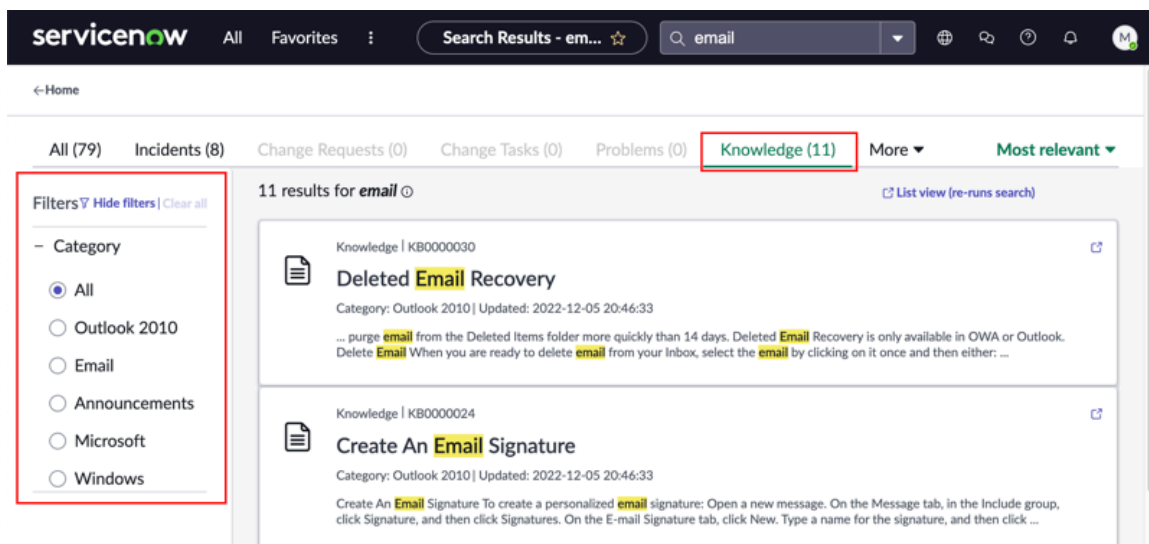 servicenow All Favorites Search Results - em... email M
←Home
All (79) Incidents (8) Change Requests (0) Change Tasks (0) Problems (0) Knowledge (11) More Most relevant
Filters Hide filters | Clear all
− Category
All
Outlook 2010
Email
Announcements
Microsoft
Windows
11 results for email
List view (re-runs search)
Knowledge | KB0000030
Deleted Email Recovery
Category: Outlook 2010 | Updated: 2022-12-05 20:46:33
... purge email from the Deleted Items folder more quickly than 14 days. Deleted Email Recovery is only available in OWA or Outlook.
Delete Email When you are ready to delete email from your Inbox, select the email by clicking on it once and then either: ...
Knowledge | KB0000024
Create An Email Signature
Category: Outlook 2010 | Updated: 2022-12-05 20:46:33
Create An Email Signature To create a personalized email signature: Open a new message. On the Message tab, in the Include group,
click Signature, and then click Signatures. On the E-mail Signature tab, click New. Type a name for the signature, and then click ...